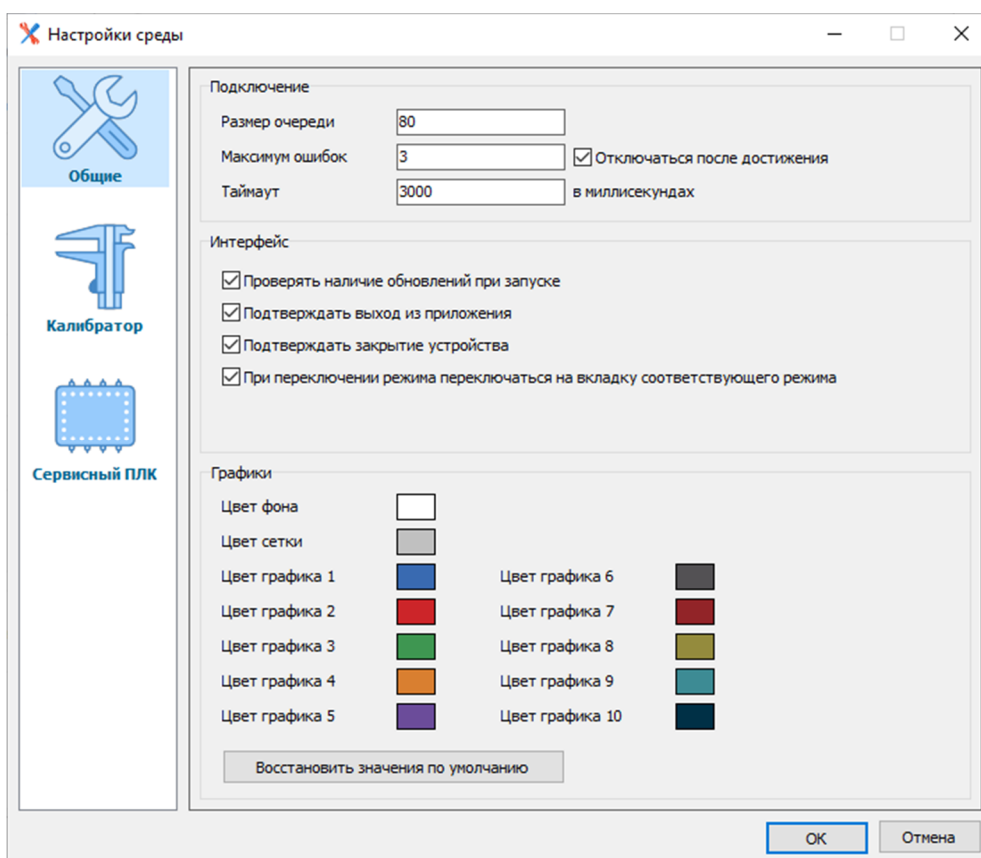 Настройки среды
Общие
Калибратор
Сервисный ПЛК
Подключение
Размер очереди 80
Максимум ошибок 3 Отключаться после достижения
Таймаут 3000 в миллисекундах
Интерфейс
Проверять наличие обновлений при запуске
Подтверждать выход из приложения
Подтверждать закрытие устройства
При переключении режима переключаться на вкладку соответствующего режима
Графики
Цвет фона
Цвет сетки
Цвет графика 1 Цвет графика 6
Цвет графика 2 Цвет графика 7
Цвет графика 3 Цвет графика 8
Цвет графика 4 Цвет графика 9
Цвет графика 5 Цвет графика 10
Восстановить значения по умолчанию
OK Отмена